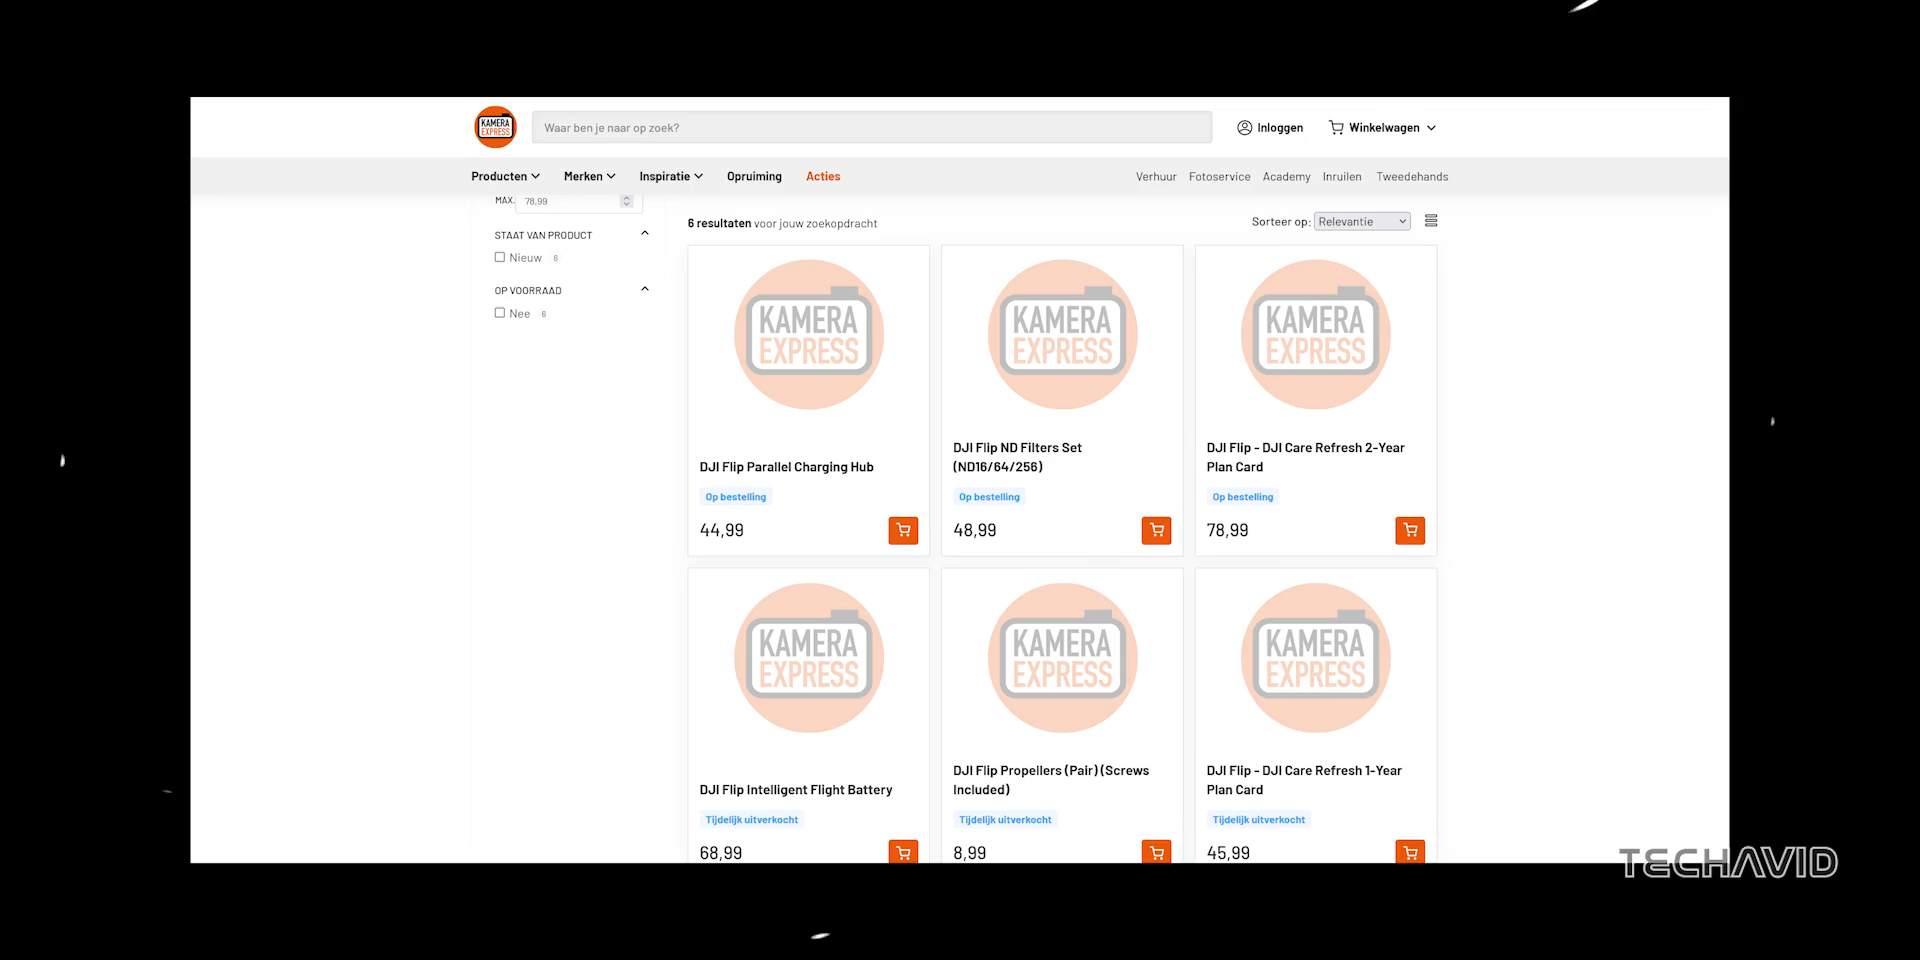 KAMERA
EXPRESS
Waar ben je naar op zoek?
Inloggen
Winkelwagen
Producten
Merken
Inspiratie
Opruiming
Acties
Verhuur
Fotoservice
Academy
Inruilen
Tweedehands
MAX.
78,99
STAAT VAN PRODUCT
Nieuw 6
OP VOORRAAD
Nee 6
6 resultaten voor jouw zoekopdracht
Sorteer op: Relevantie
KAMERA
EXPRESS
DJI Flip Parallel Charging Hub
Op bestelling
44,99
KAMERA
EXPRESS
DJI Flip ND Filters Set
(ND16/64/256)
Op bestelling
48,99
KAMERA
EXPRESS
DJI Flip - DJI Care Refresh 2-Year
Plan Card
Op bestelling
78,99
KAMERA
EXPRESS
DJI Flip Intelligent Flight Battery
Tijdelijk uitverkocht
68,99
KAMERA
EXPRESS
DJI Flip Propellers (Pair) (Screws
Included)
Tijdelijk uitverkocht
8,99
KAMERA
EXPRESS
DJI Flip - DJI Care Refresh 1-Year
Plan Card
Tijdelijk uitverkocht
45,99
TECHAVID